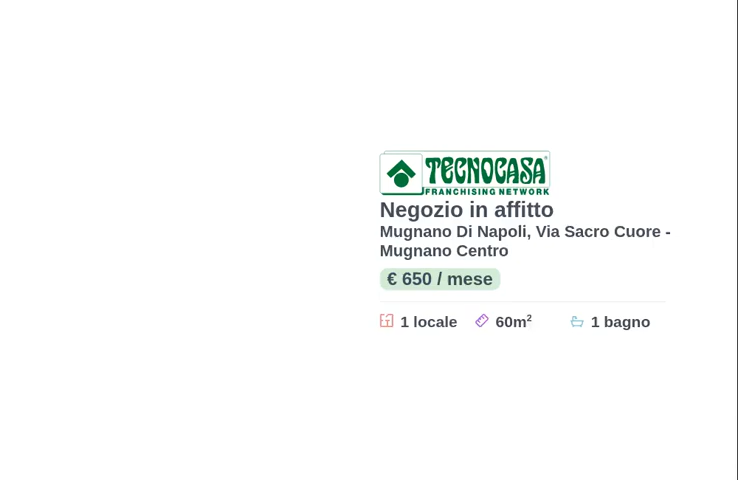 TECNOCASA
FRANCHISING NETWORK
Negozio in affitto
Mugnano Di Napoli, Via Sacro Cuore -
Mugnano Centro
€ 650 / mese
1 locale 60m² 1 bagno